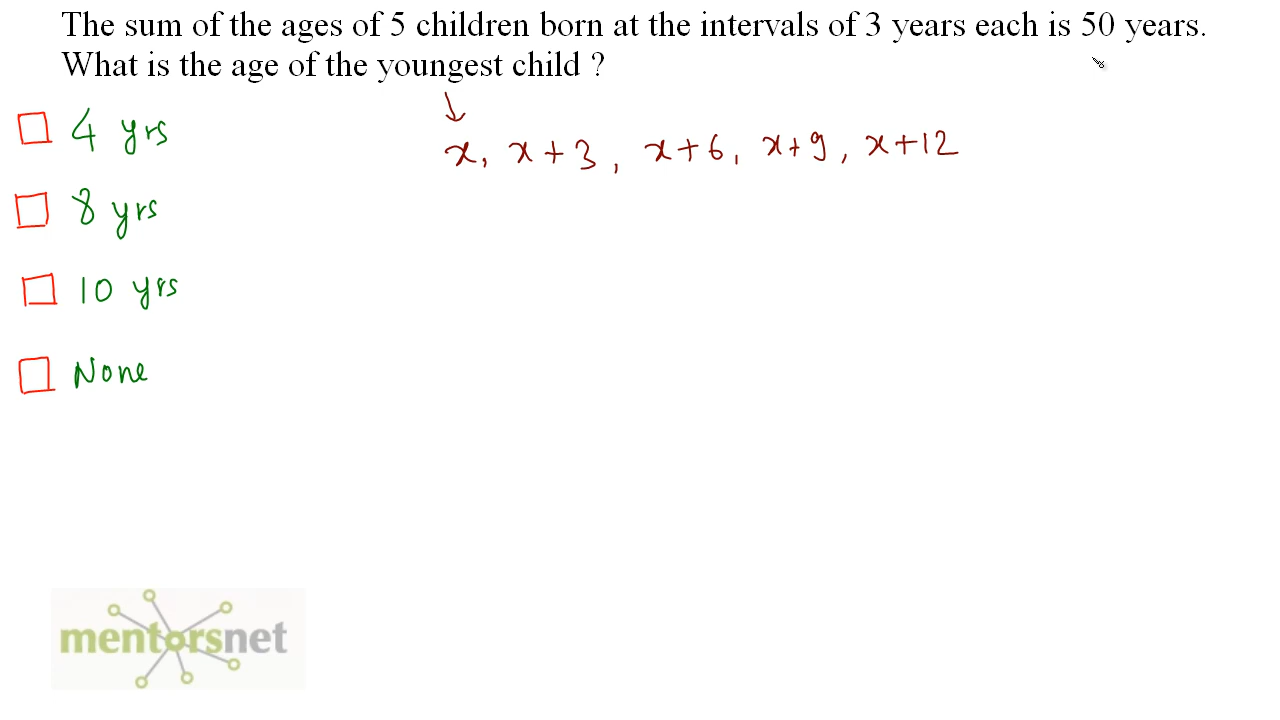 The sum of the ages of 5 children born at the intervals of 3 years each is 50 years.
What is the age of the youngest child ?
4 yrs
x, x + 3, x + 6, x + 9, x + 12
8 yrs
10 yrs
None
mentorsnet